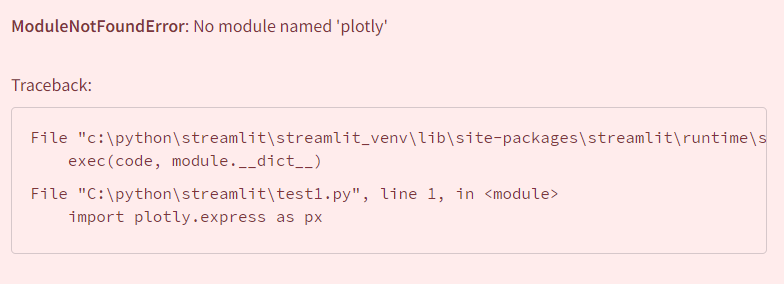 ModuleNotFoundError: No module named 'plotly'
Traceback:
File "c:\python\streamlit\streamlit_venv\lib\site-packages\streamlit\runtime\s
exec(code, module.__dict__)
File "C:\python\streamlit\test1.py", line 1, in <module>
import plotly.express as px